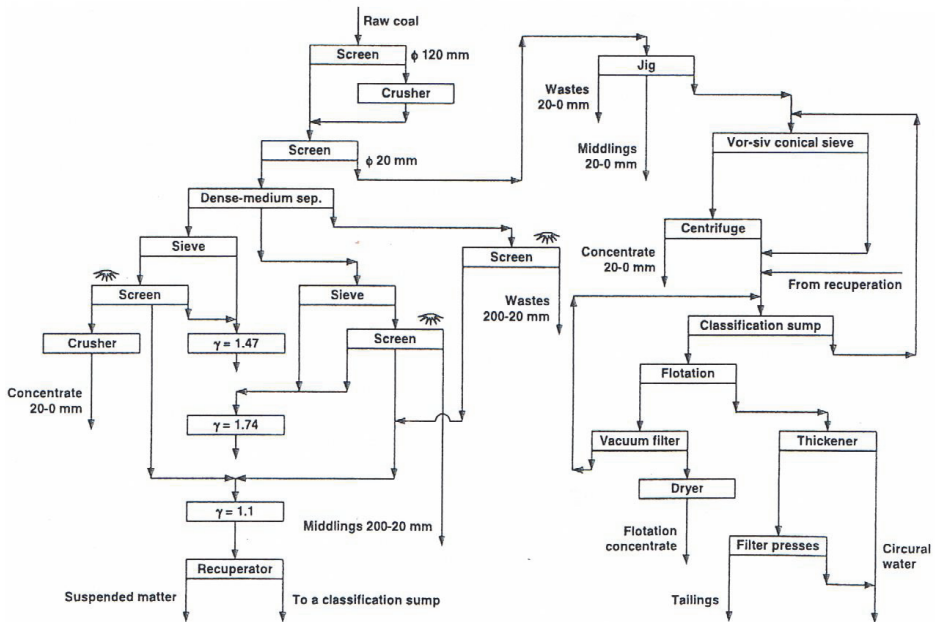 Raw coal
Screen
ϕ 120 mm
Crusher
Screen
ϕ 20 mm
Dense-medium sep.
Sieve
Screen
Crusher
Concentrate
20-0 mm
γ = 1.47
Sieve
Screen
γ = 1.74
γ = 1.1
Recuperator
Suspended matter
To a classification sump
Middlings 200-20 mm
Screen
Wastes
200-20 mm
Jig
Wastes
20-0 mm
Middlings
20-0 mm
Vor-siv conical sieve
Centrifuge
Concentrate
20-0 mm
From recuperation
Classification sump
Flotation
Vacuum filter
Thickener
Dryer
Flotation
concentrate
Filter presses
Tailings
Circural
water